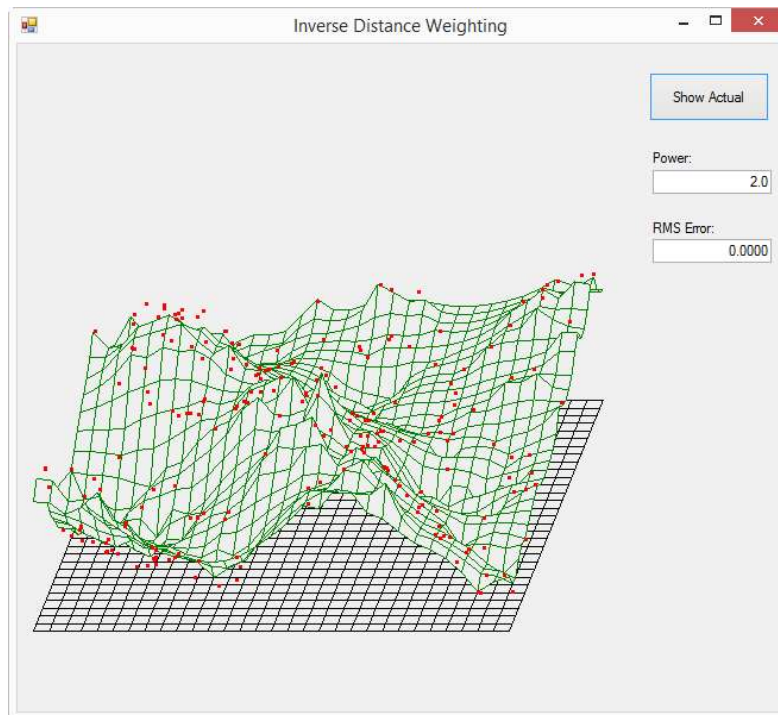 Inverse Distance Weighting
Show Actual
Power:
2.0
RMS Error:
0.0000